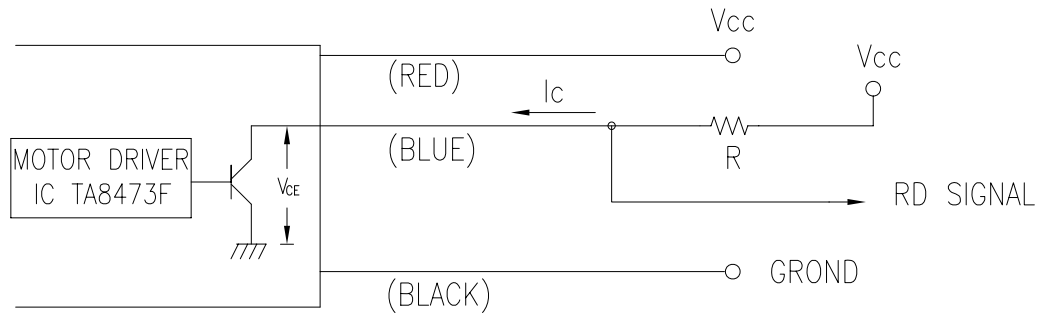 Vcc
Vcc
(RED)
Ic
(BLUE)
R
MOTOR DRIVER
IC TA8473F
VCE
RD SIGNAL
GROND
(BLACK)